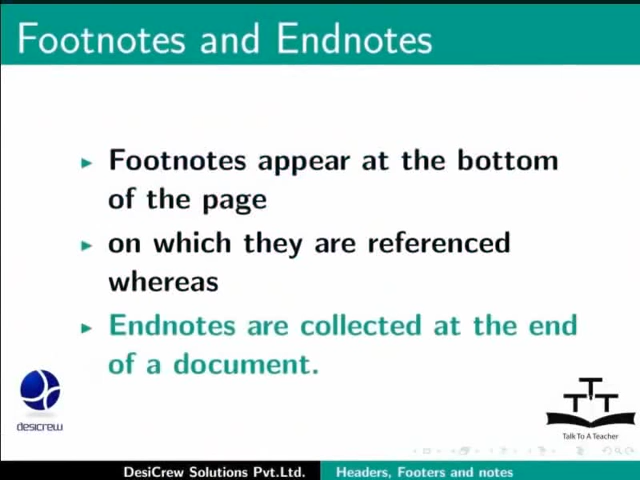 Footnotes and Endnotes
Footnotes appear at the bottom
of the page
on which they are referenced
whereas
Endnotes are collected at the end
of a document.
desicrew
TTT
Talk To A Teacher
DesiCrew Solutions Pvt.Ltd.
Headers, Footers and notes